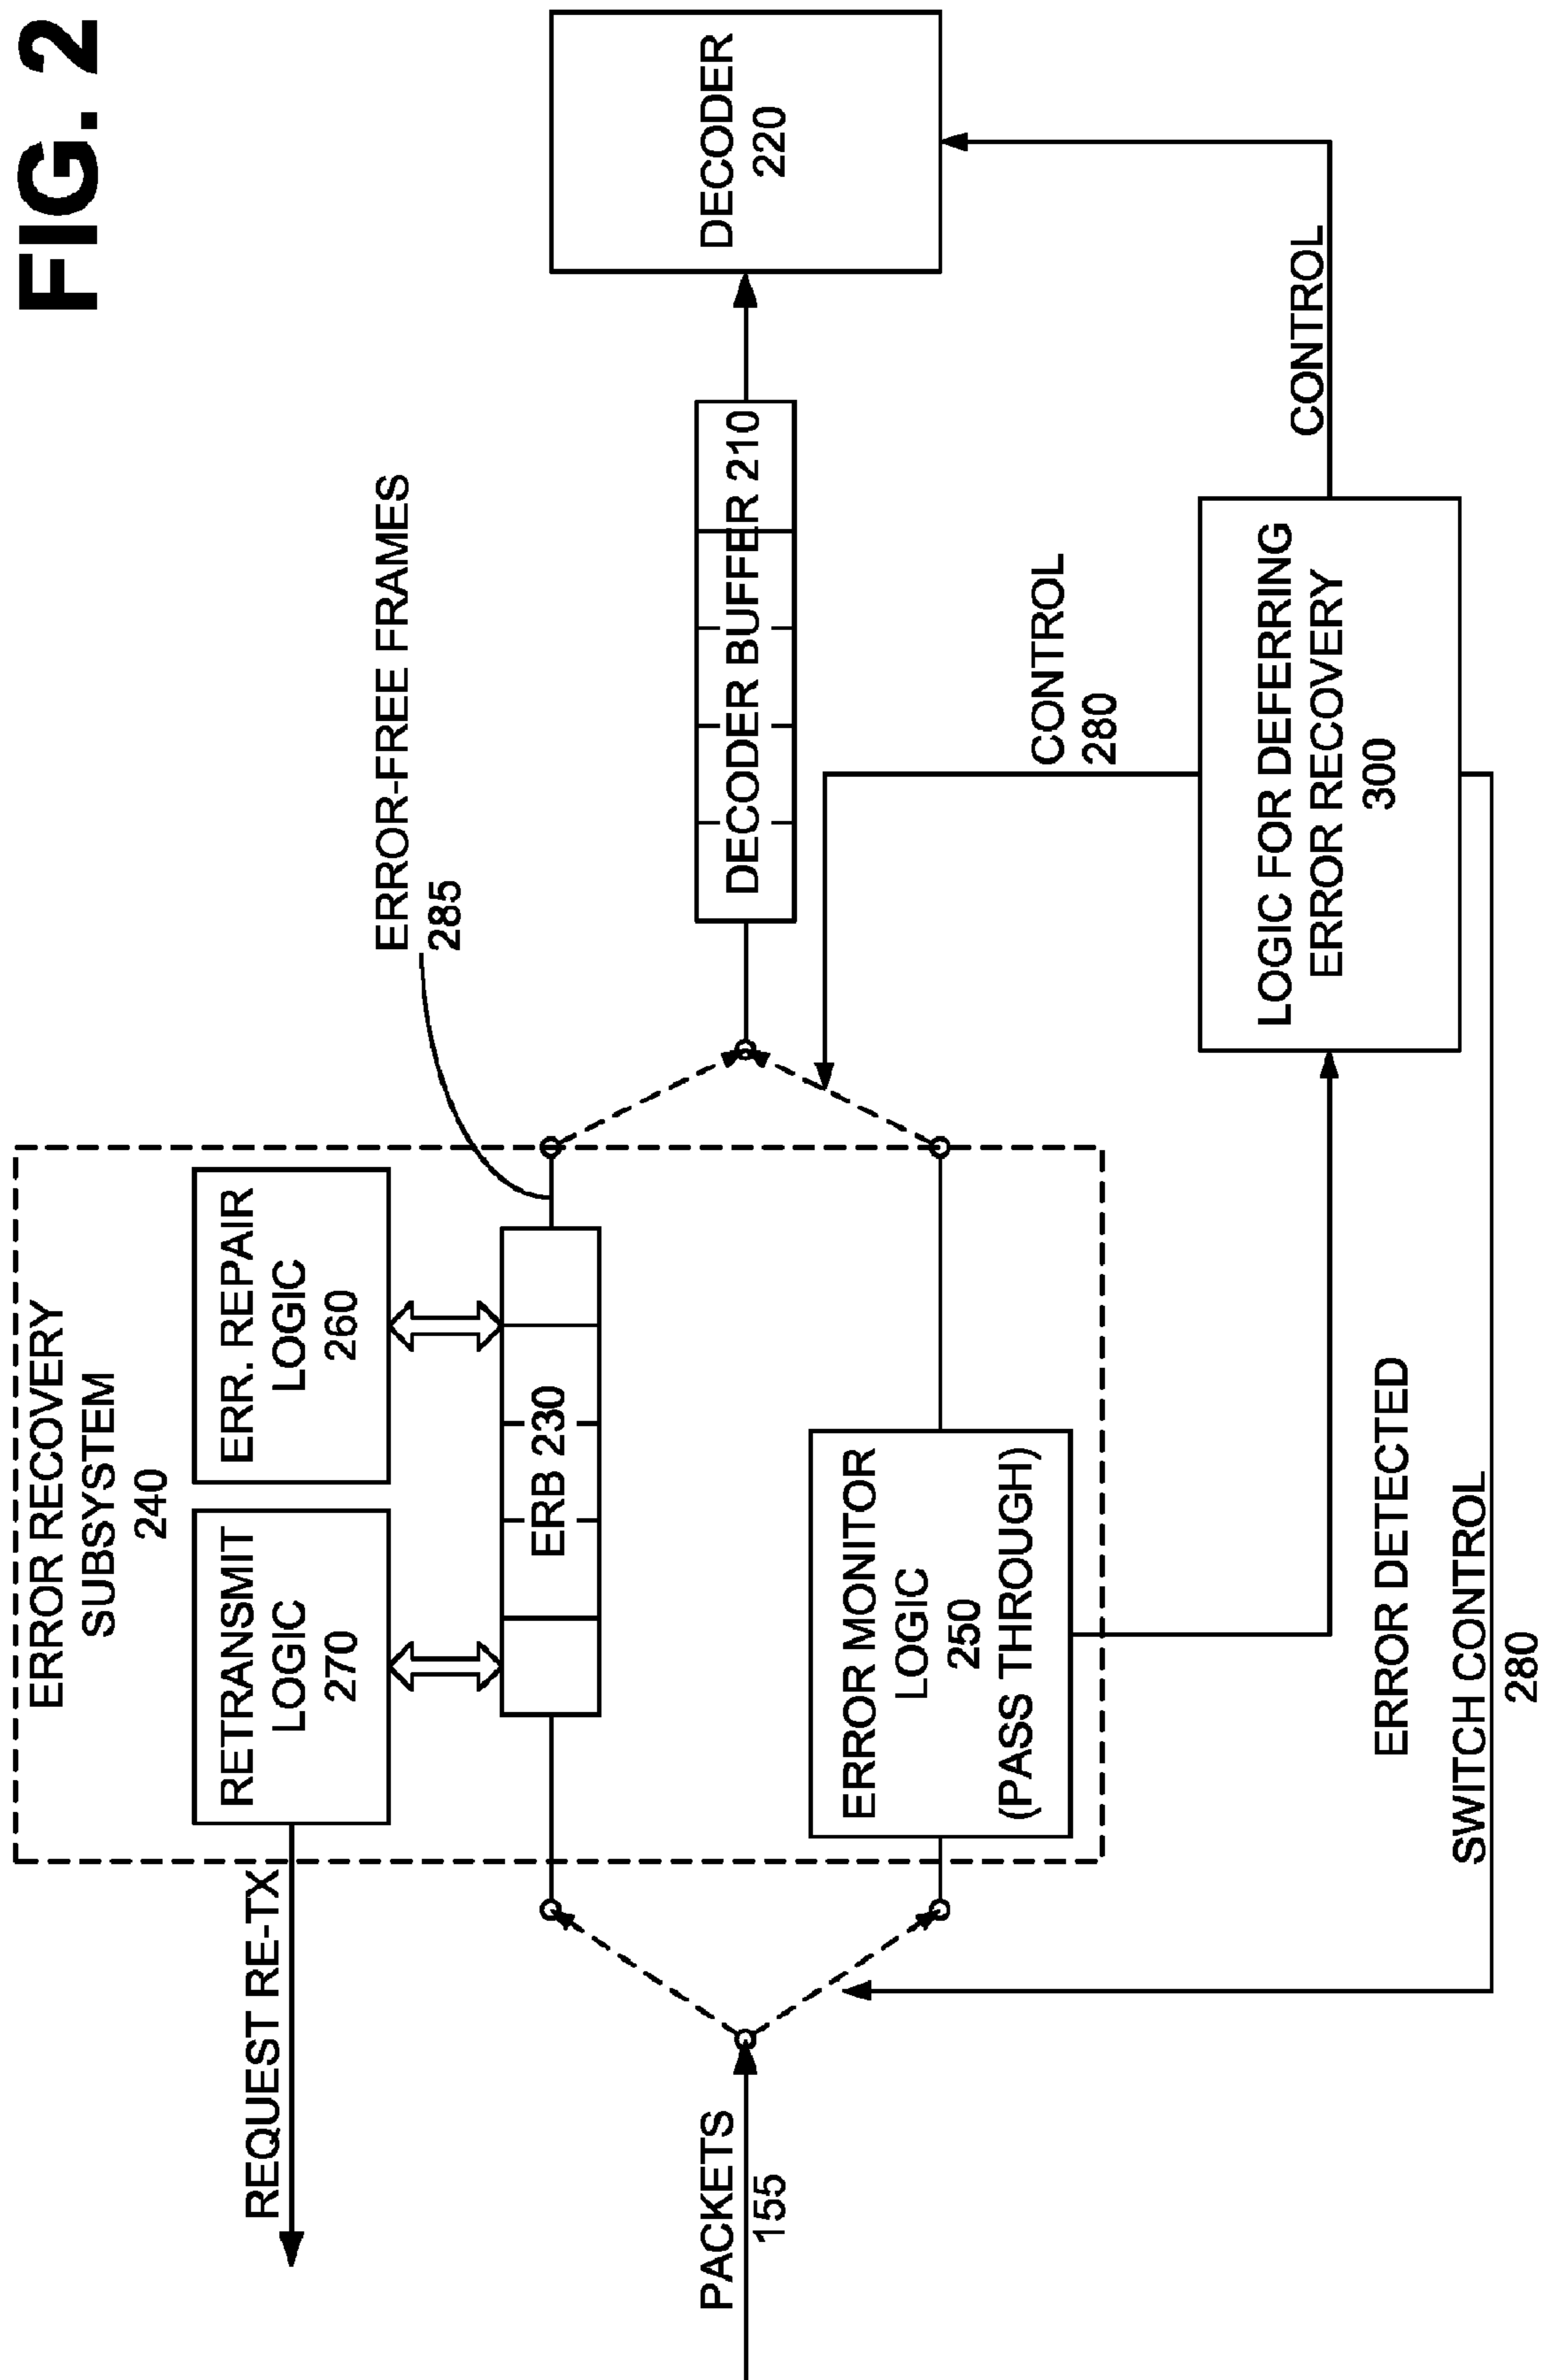 FIG. 2
ERROR RECOVERY
SUBSYSTEM
240
REQUEST RE-TX
RETRANSMIT
LOGIC
270
ERR. REPAIR
LOGIC
260
ERROR-FREE FRAMES
285
ERB 230
PACKETS
155
DECODER BUFFER 210
DECODER
220
ERROR MONITOR
LOGIC
250
(PASS THROUGH)
CONTROL
280
LOGIC FOR DEFERRING
ERROR RECOVERY
300
CONTROL
ERROR DETECTED
SWITCH CONTROL
280